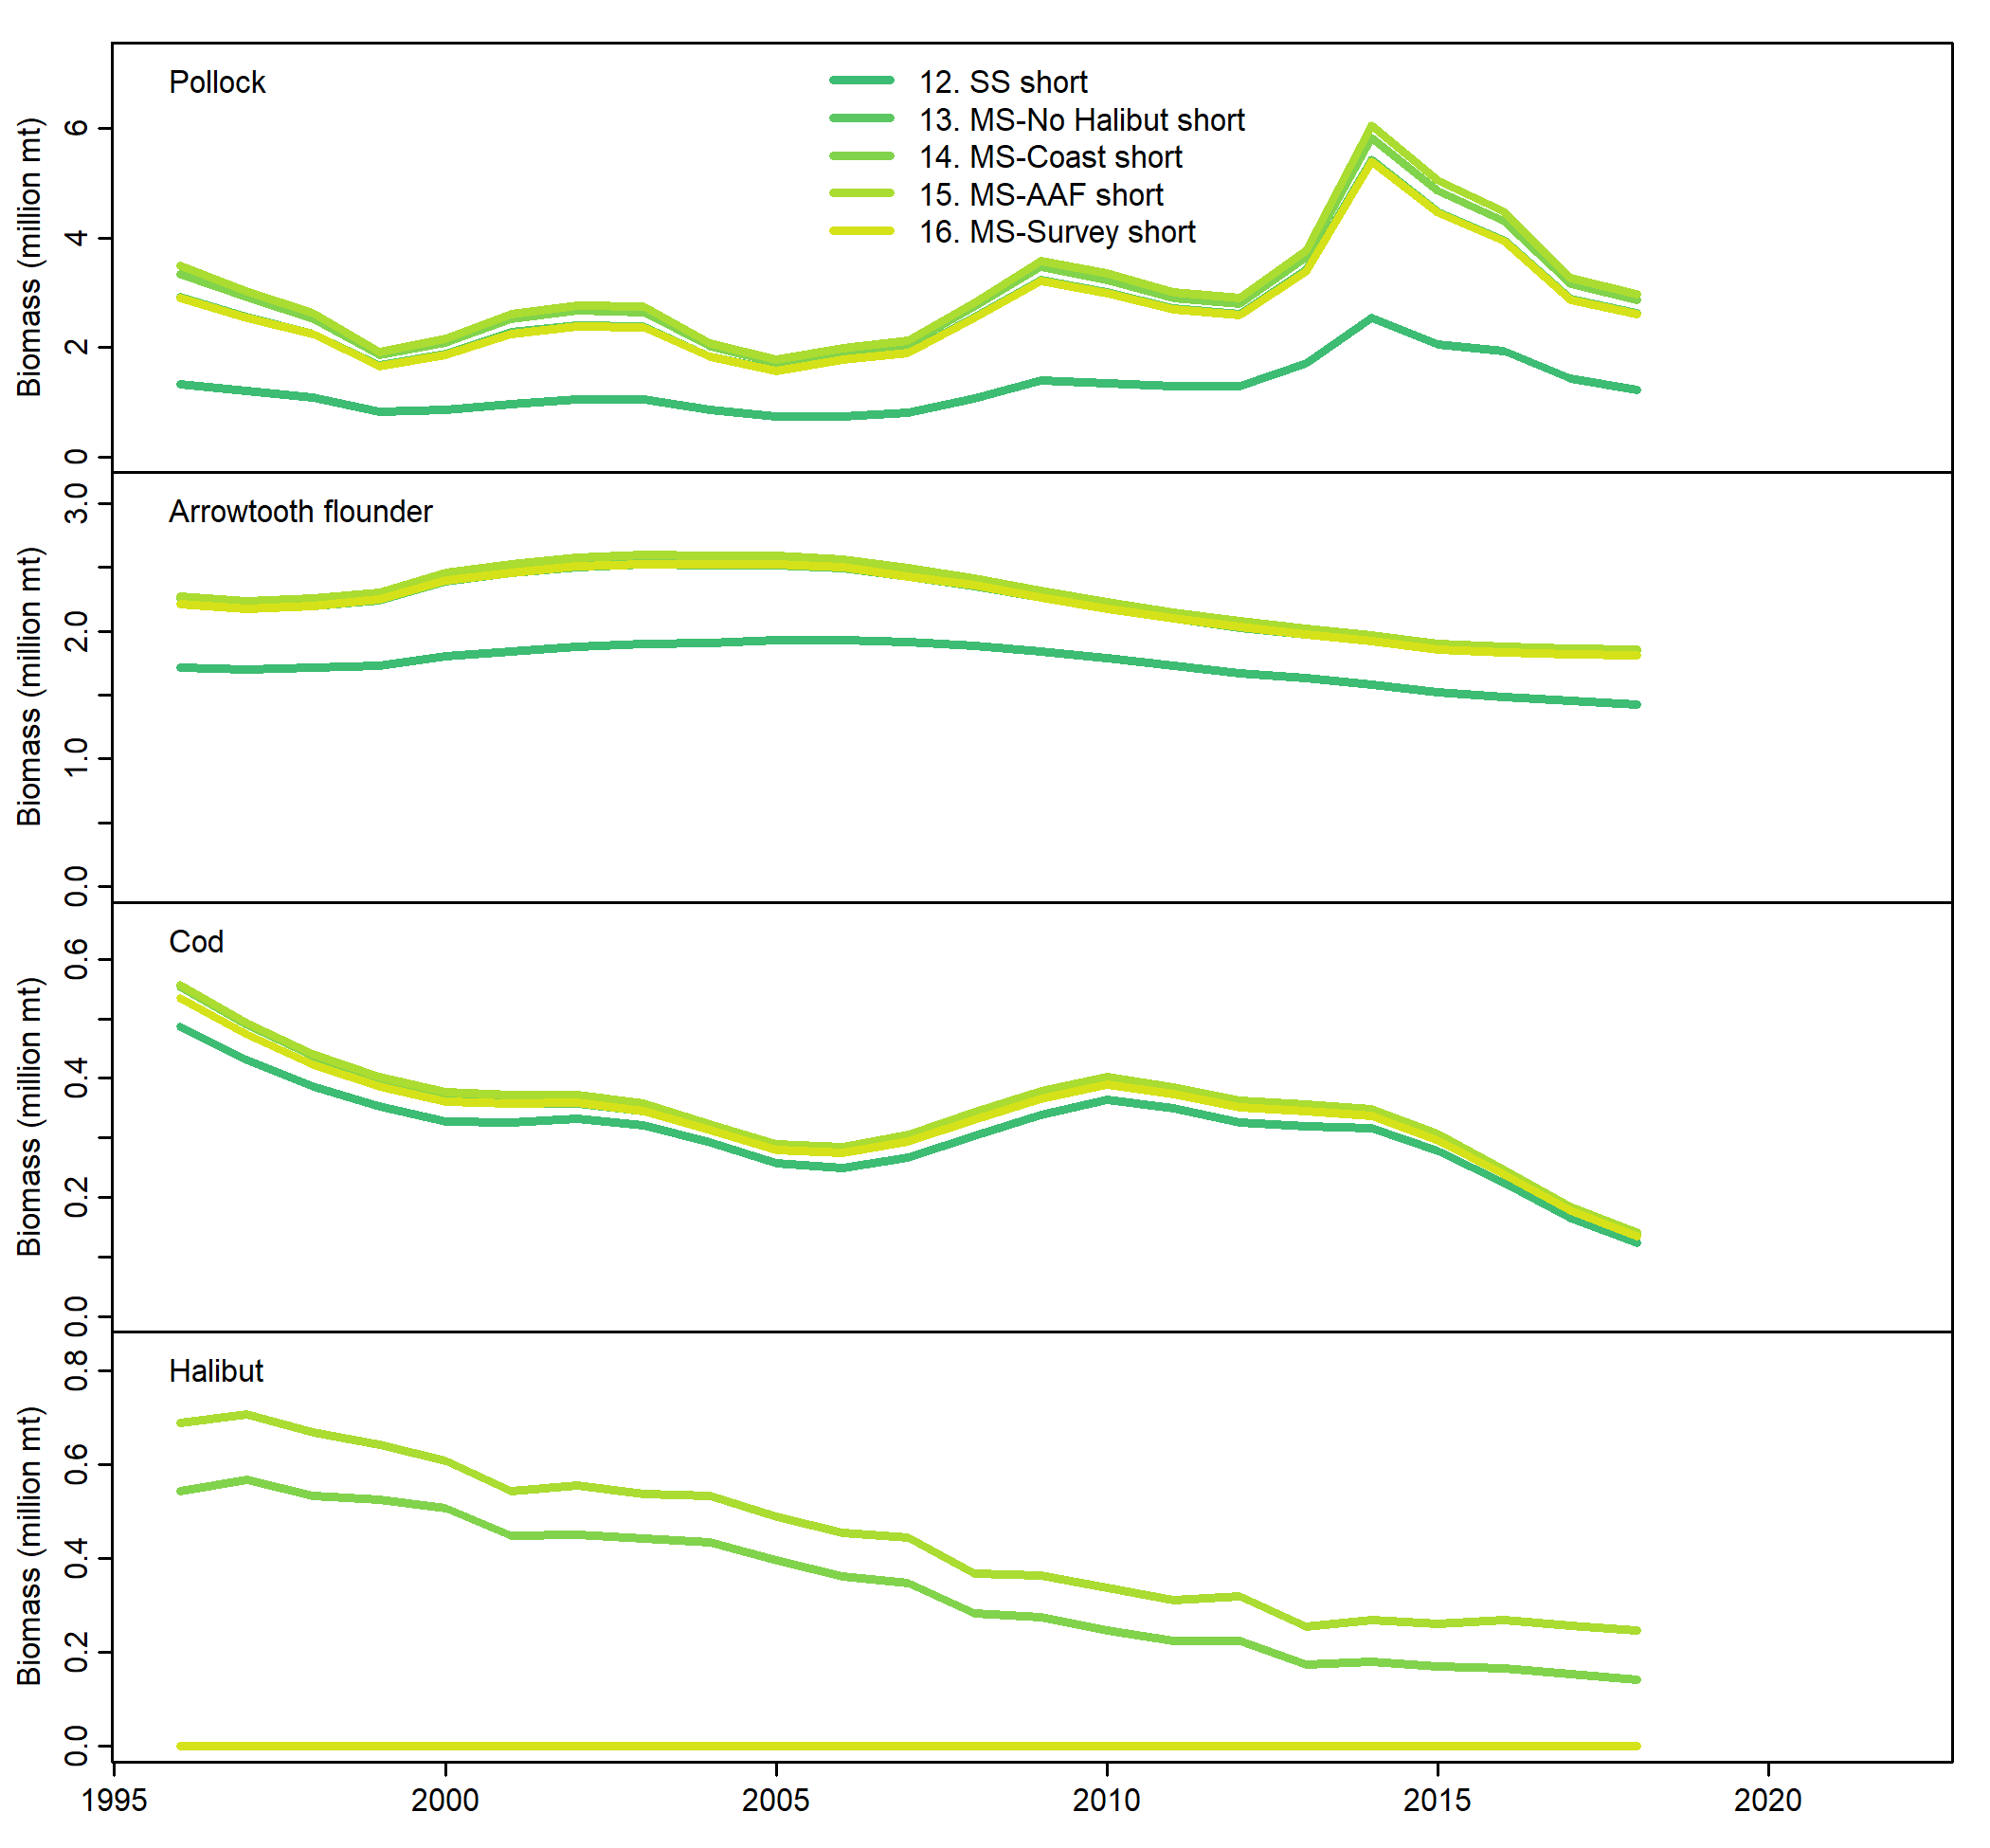 Pollock
12. SS short
13. MS-No Halibut short
14. MS-Coast short
15. MS-AAF short
16. MS-Survey short
Biomass (million mt)
6
4
2
0
Arrowtooth flounder
Biomass (million mt)
3.0
2.0
1.0
0.0
Cod
Biomass (million mt)
0.6
0.4
0.2
0.0
Halibut
Biomass (million mt)
0.8
0.6
0.4
0.2
0.0
1995 2000 2005 2010 2015 2020